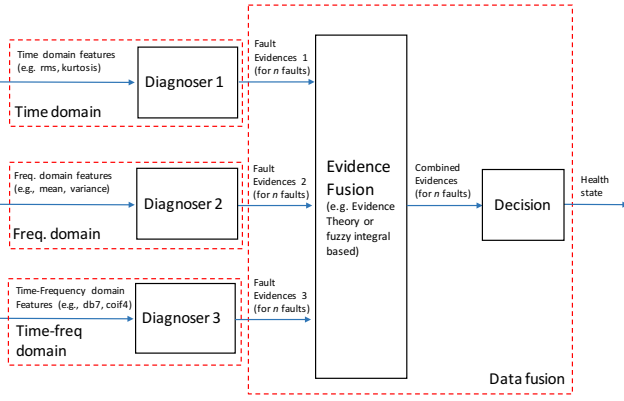 Time domain features
(e.g. rms, kurtosis)
Diagnoser 1
Time domain
Fault
Evidences 1
(for n faults)
Freq. domain features
(e.g., mean, variance)
Diagnoser 2
Freq. domain
Fault
Evidences 2
(for n faults)
Time-Frequency domain
Features (e.g., db7, coif4)
Diagnoser 3
Time-freq
domain
Fault
Evidences 3
(for n faults)
Evidence
Fusion
(e.g. Evidence
Theory or
fuzzy integral
based)
Combined
Evidences
(for n faults)
Decision
Health
state
Data fusion